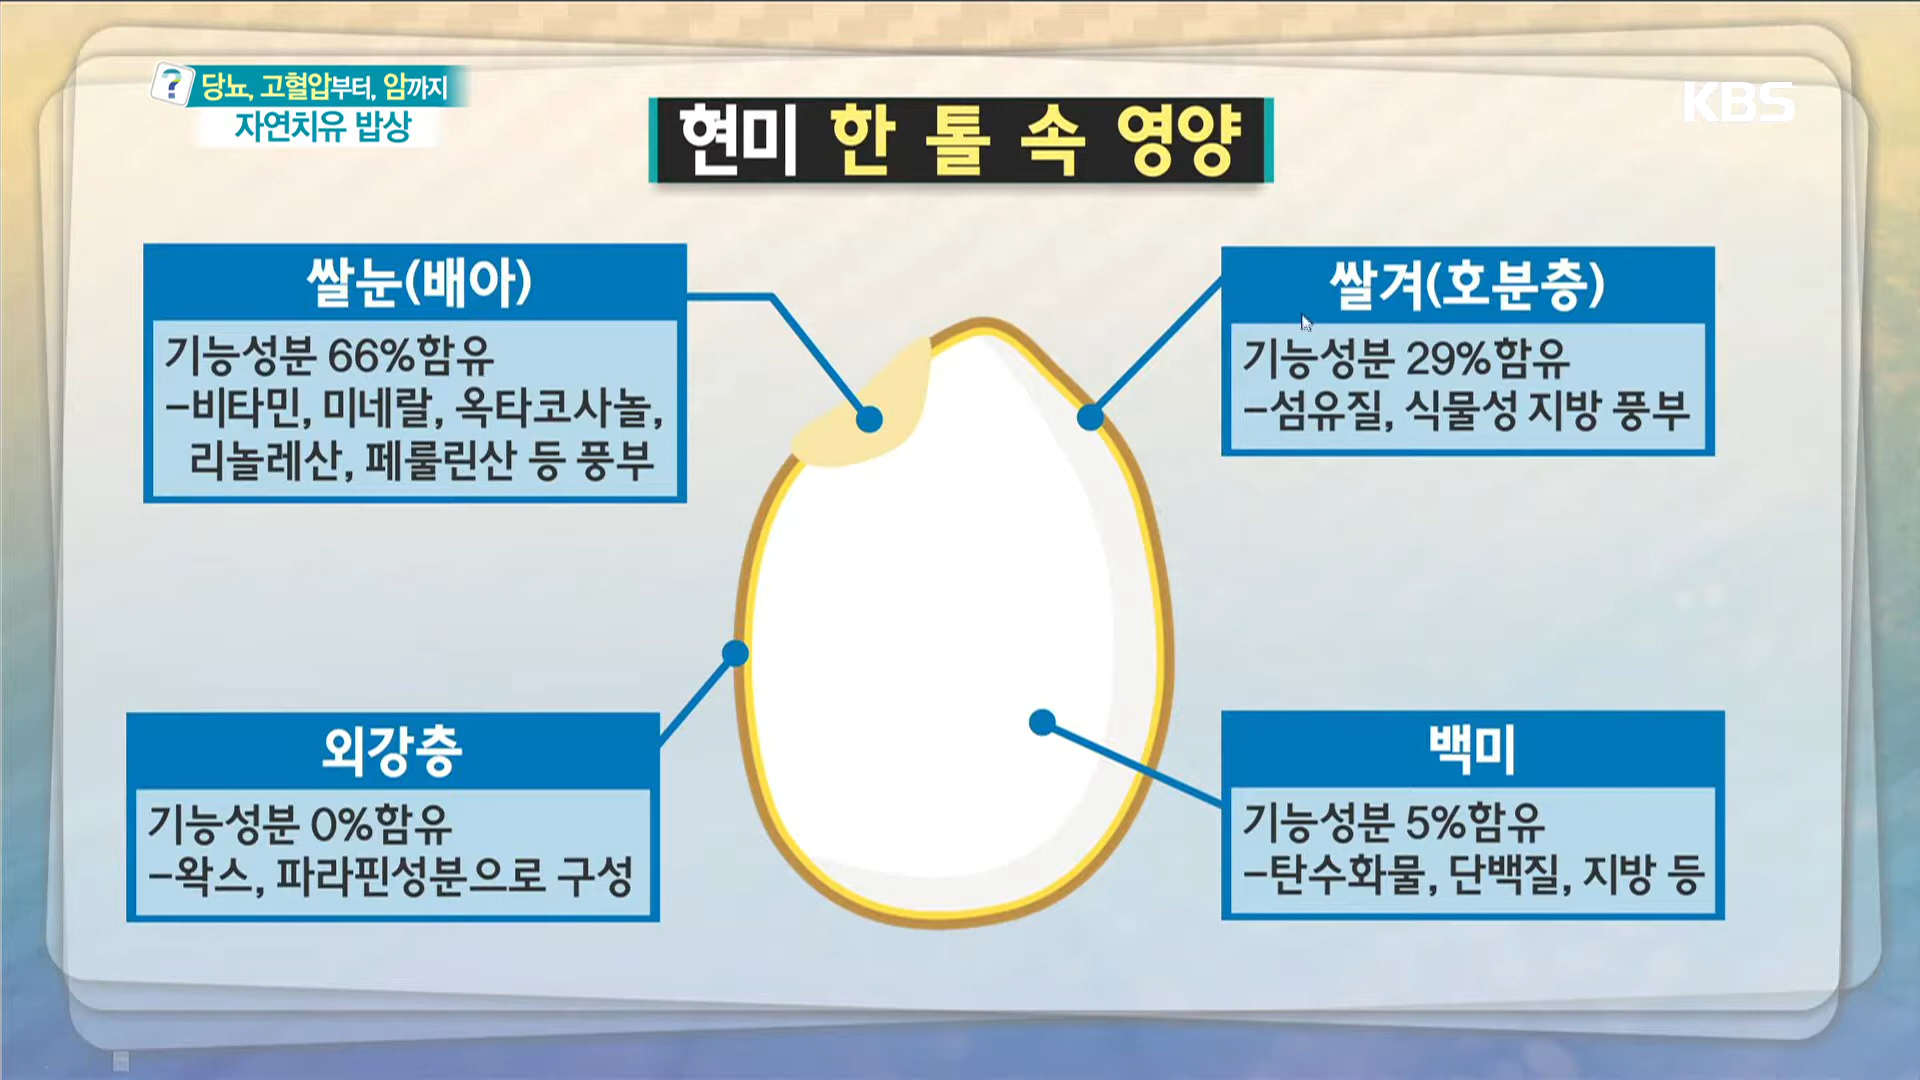 당뇨, 고혈압부터, 암까지
자연치유 밥상
KBS
현미 한 톨 속 영양
쌀눈(배아)
기능성분 66%함유
-비타민, 미네랄, 옥타코사놀,
리놀레산, 페룰린산 등 풍부
쌀겨(호분층)
기능성분 29%함유
-섬유질, 식물성 지방 풍부
외강층
기능성분 0%함유
-왁스, 파라핀성분으로 구성
백미
기능성분 5%함유
-탄수화물, 단백질, 지방 등